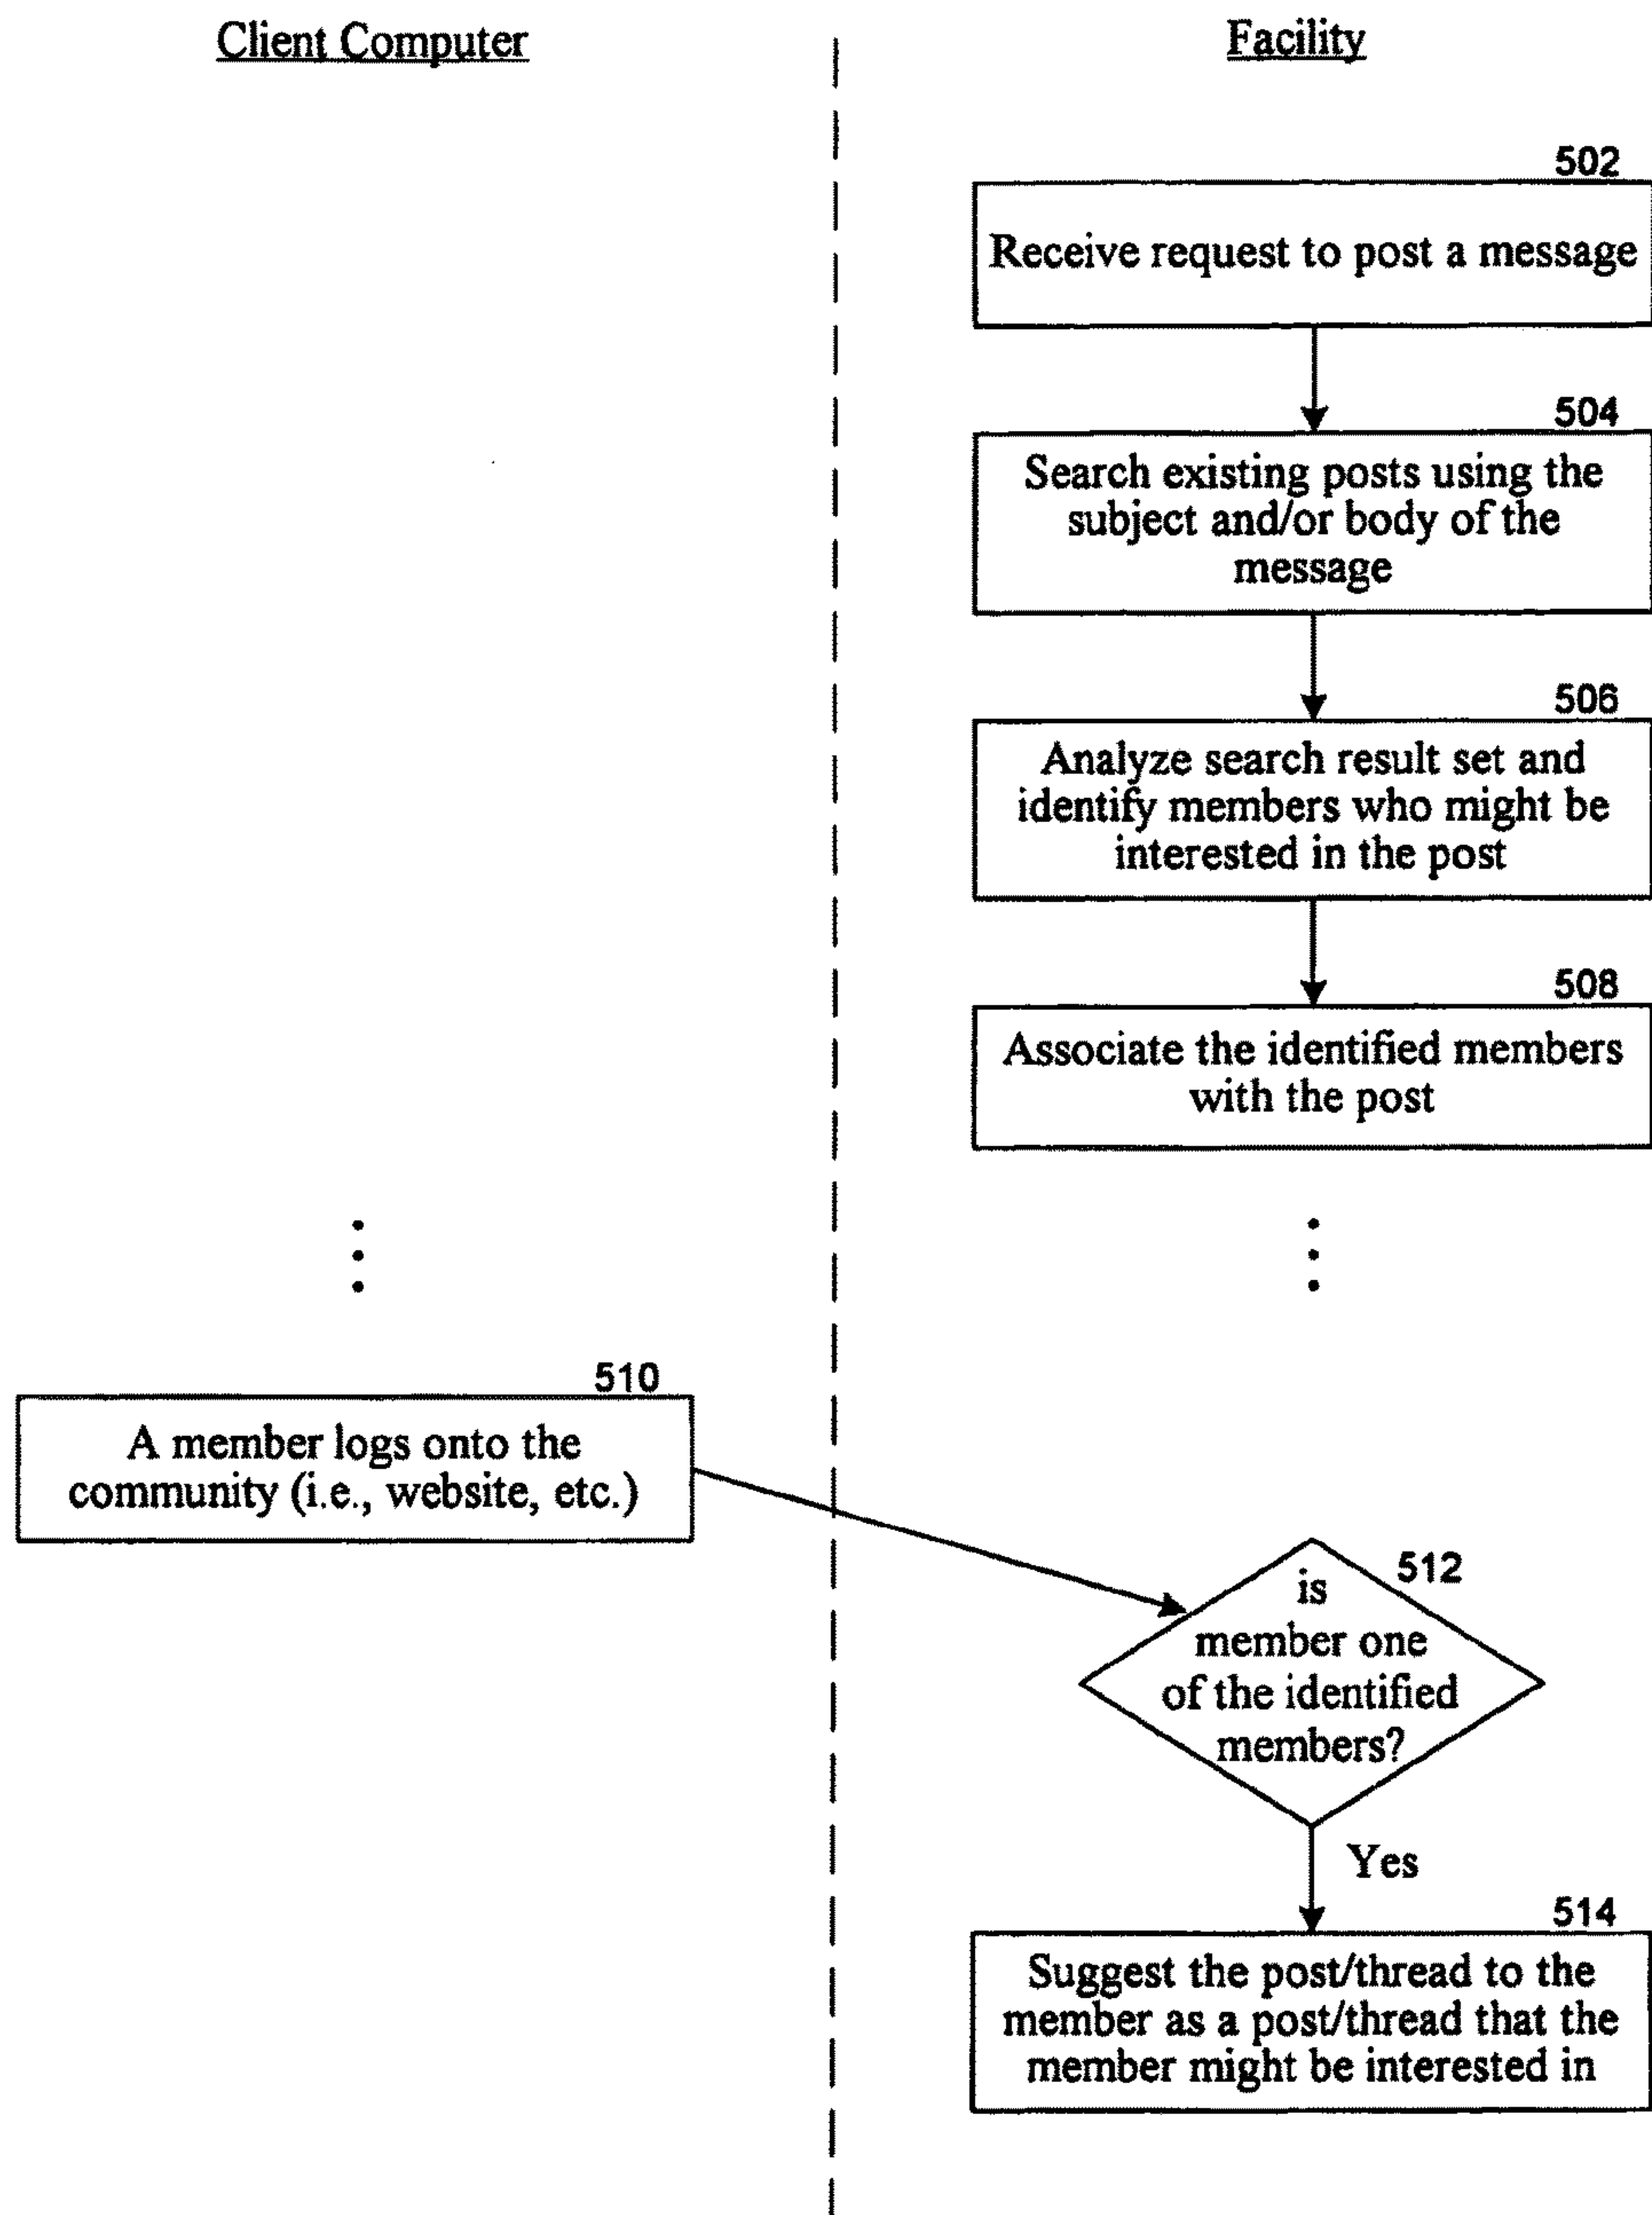 Client Computer
Facility
502
Receive request to post a message
504
Search existing posts using the
subject and/or body of the
message
506
Analyze search result set and
identify members who might be
interested in the post
508
Associate the identified members
with the post
510
A member logs onto the
community (i.e., website, etc.)
512
is
member one
of the identified
members?
Yes
514
Suggest the post/thread to the
member as a post/thread that the
member might be interested in